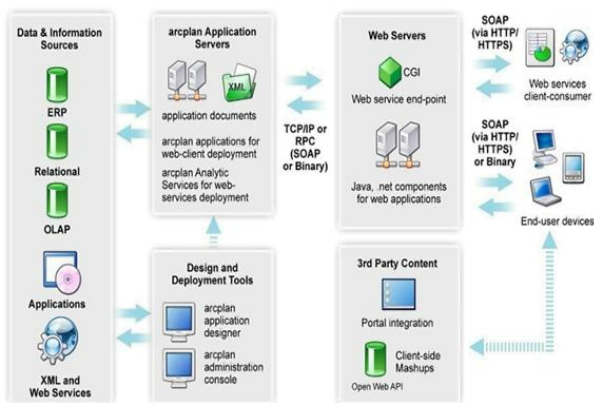 Data & Information
Sources
ERP
Relational
OLAP
Applications
XML and
Web Services
arcplan Application
Servers
XML
application documents
arcplan applications for
web-client deployment
arcplan Analytic
Services for web-
services deployment
Design and
Deployment Tools
arcplan
application
designer
arcplan
administration
console
TCP/IP or
RPC
(SOAP
or Binary)
Web Servers
CGI
Web service end-point
Java, .net components
for web applications
3rd Party Content
Portal integration
Client-side
Mashups
Open Web API
SOAP
(via HTTP/
HTTPS)
Web services
client-consumer
SOAP
(via HTTP/
HTTPS)
or Binary
End-user devices